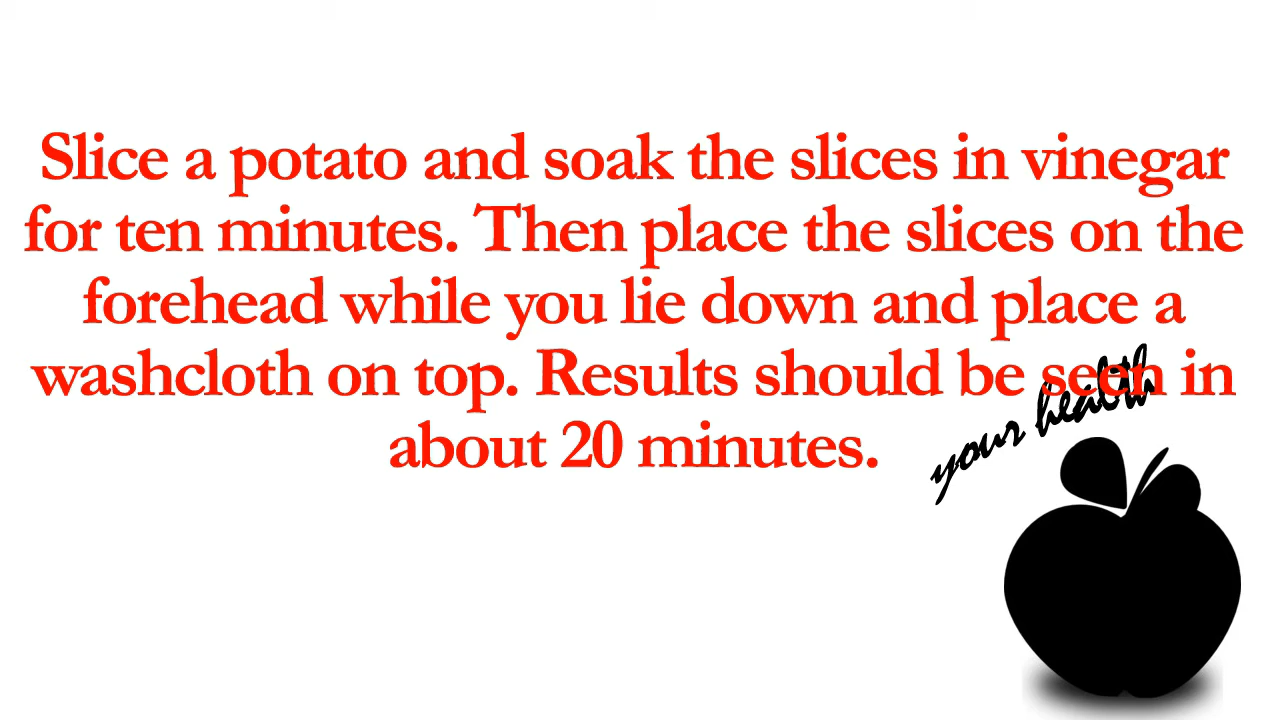 Slice a potato and soak the slices in vinegar
for ten minutes. Then place the slices on the
forehead while you lie down and place a
washcloth on top. Results should be seen in
about 20 minutes.
your health